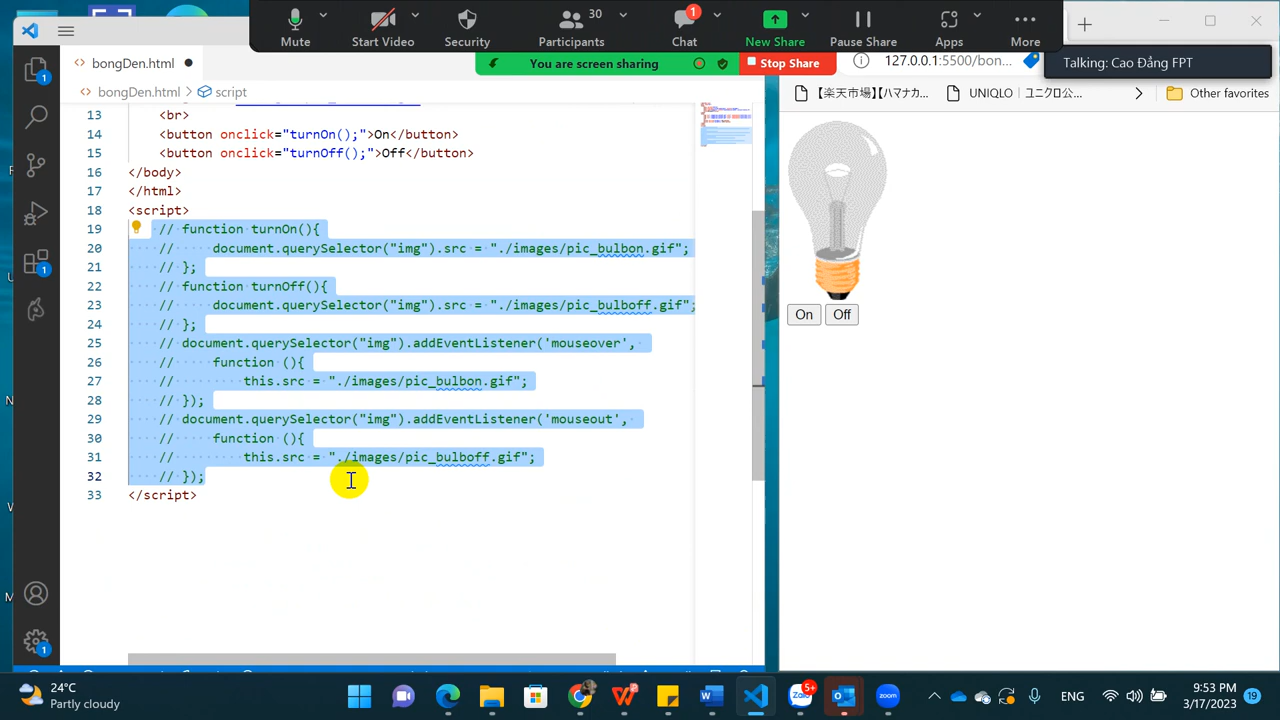 30
1
Mute
Start Video
Security
Participants
Chat
New Share
Pause Share
Apps
More
You are screen sharing
Stop Share
127.0.0.1:5500/bon...
Talking: Cao Đẳng FPT
bongDen.html
bongDen.html
script
【楽天市場】【ハマナカ...
UNIQLO｜ユニクロ公...
Other favorites
13 <br>
14 <button onclick="turnOn();">On</button>
15 <button onclick="turnOff();">Off</button>
16 </body>
17 </html>
18 <script>
19 // function turnOn(){
20 //     document.querySelector("img").src = "./images/pic_bulbon.gif";
21 // };
22 // function turnOff(){
23 //     document.querySelector("img").src = "./images/pic_bulboff.gif";
24 // };
25 // document.querySelector("img").addEventListener('mouseover',
26 //     function (){
27 //         this.src = "./images/pic_bulbon.gif";
28 // });
29 // document.querySelector("img").addEventListener('mouseout',
30 //     function (){
31 //         this.src = "./images/pic_bulboff.gif";
32 // });
33 </script>
1
1
1
On
Off
24°C
Partly cloudy
Zalo
5+
zoom
ENG
9:53 PM
3/17/2023
19